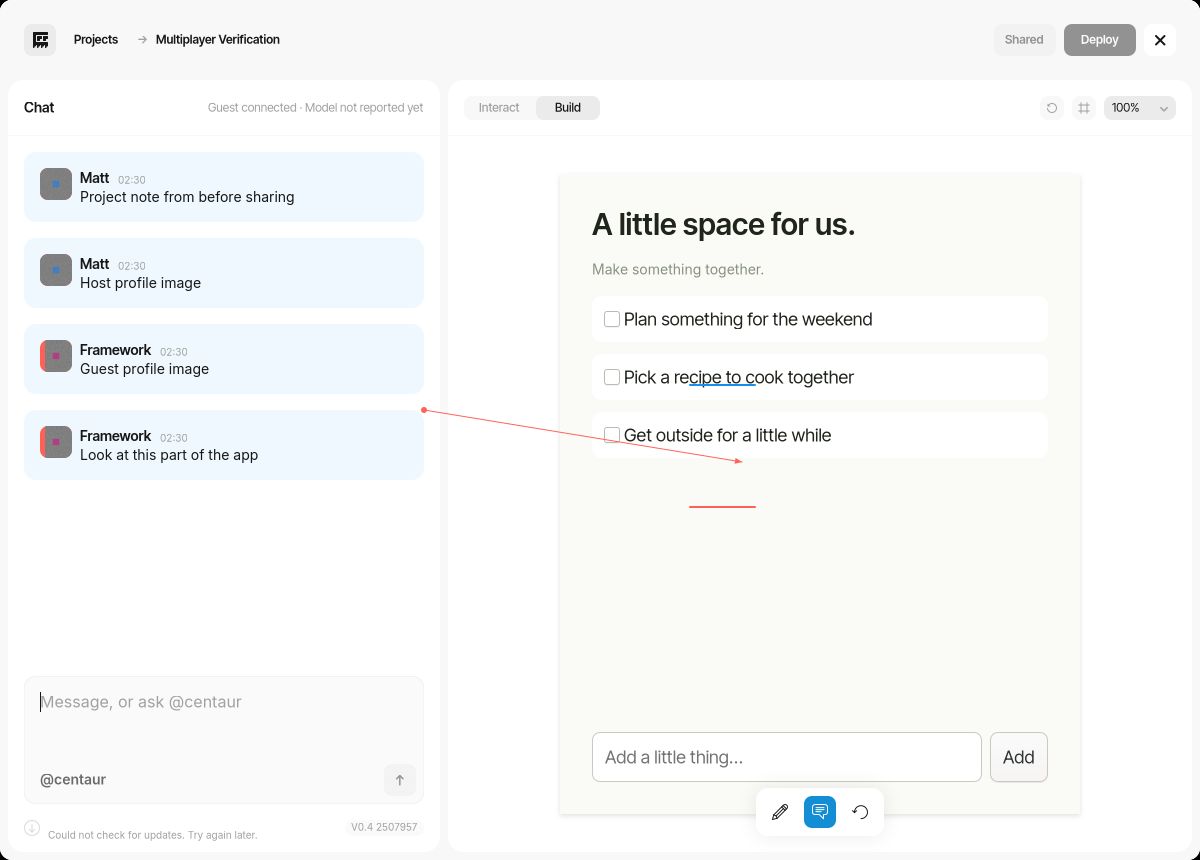 Projects → Multiplayer Verification
Shared
Deploy
Chat
Guest connected · Model not reported yet
Matt 02:30
Project note from before sharing
Matt 02:30
Host profile image
Framework 02:30
Guest profile image
Framework 02:30
Look at this part of the app
Message, or ask @centaur
@centaur
Could not check for updates. Try again later.
V0.4 2507957
Interact
Build
100%
A little space for us.
Make something together.
Plan something for the weekend
Pick a recipe to cook together
Get outside for a little while
Add a little thing...
Add